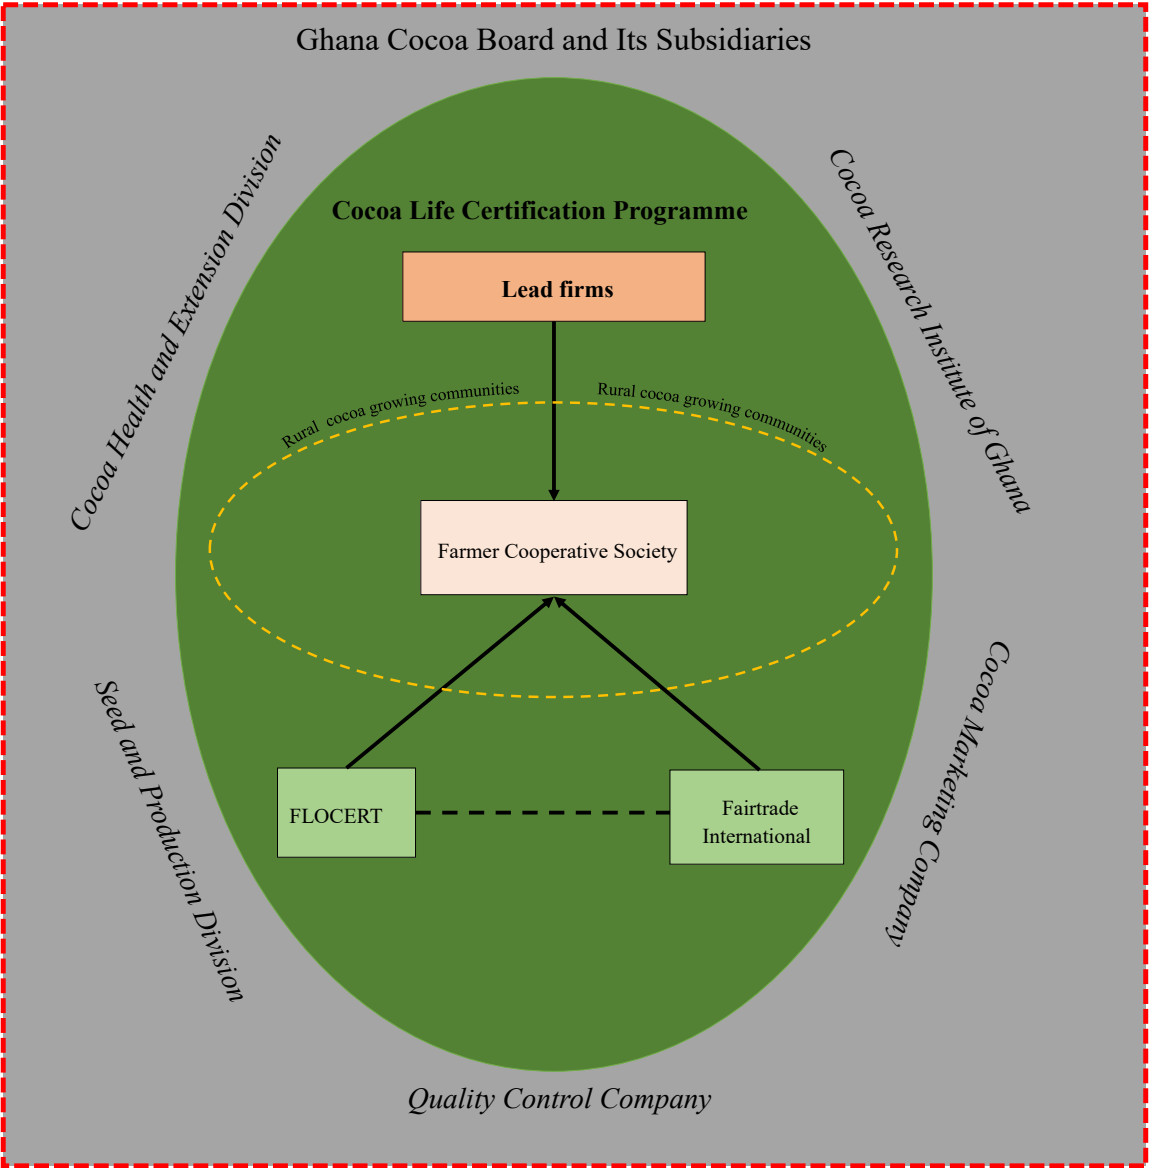 Ghana Cocoa Board and Its Subsidiaries
Cocoa Health and Extension Division
Cocoa Research Institute of Ghana
Cocoa Life Certification Programme
Lead firms
Rural cocoa growing communities
Rural cocoa growing communities
Farmer Cooperative Society
Seed and Production Division
Cocoa Marketing Company
FLOCERT
Fairtrade
International
Quality Control Company